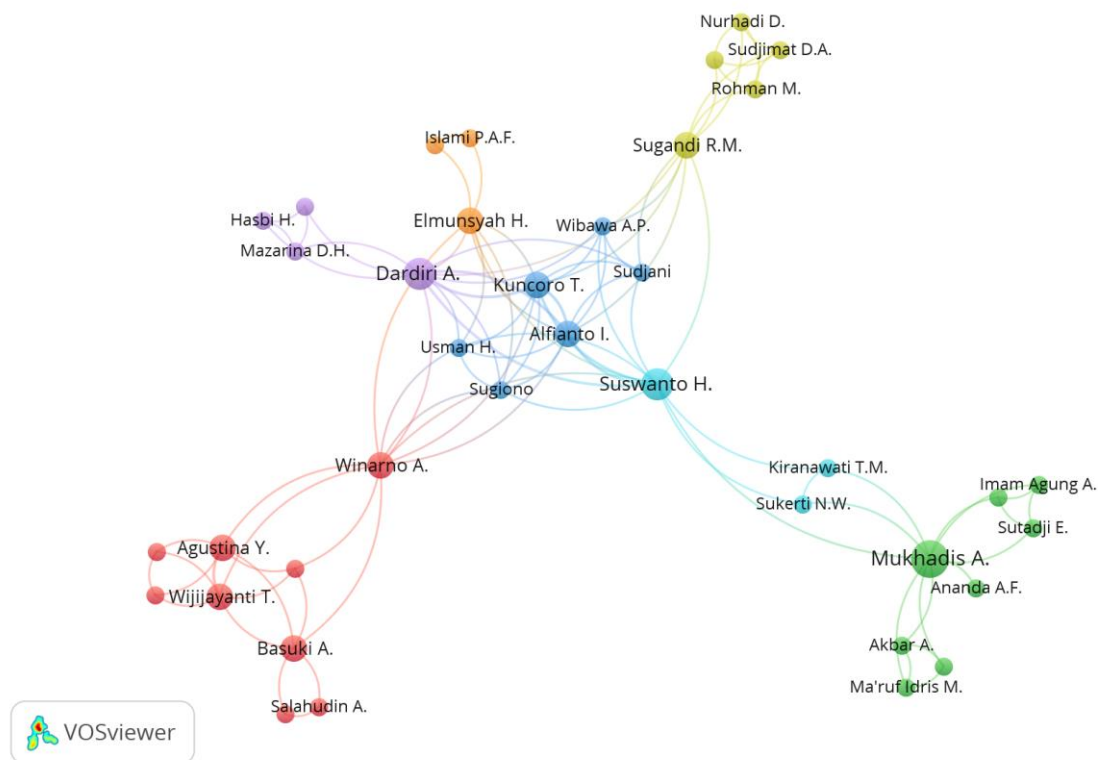 Nurhadi D.
Sudjimat D.A.
Rohman M.
Islami P.A.F.
Sugandi R.M.
Hasbi H.
Elmunsyah H.
Wibawa A.P.
Mazarina D.H.
Dardiri A.
Sudjani
Kuncoro T.
Alfianto I.
Usman H.
Suswanto H.
Sugiono
Winarno A.
Kiranawati T.M.
Imam Agung A.
Sukerti N.W.
Sutadji E.
Agustina Y.
Mukhadis A.
Ananda A.F.
Wijijayanti T.
Basuki A.
Akbar A.
Ma'ruf Idris M.
Salahudin A.
VOSviewer